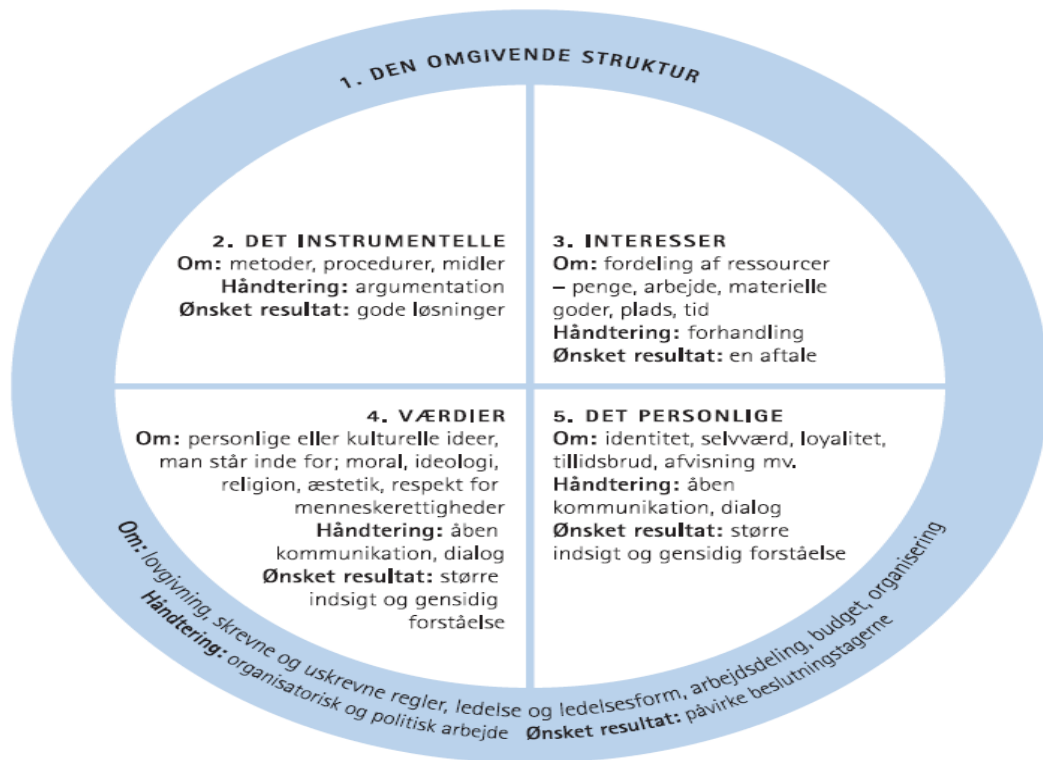 1. DEN OMGIVENDE STRUKTUR
2. DET INSTRUMENTELLE
Om: metoder, procedurer, midler
Håndtering: argumentation
Ønsket resultat: gode løsninger
3. INTERESSER
Om: fordeling af ressourcer
– penge, arbejde, materielle
goder, plads, tid
Håndtering: forhandling
Ønsket resultat: en aftale
4. VÆRDIER
Om: personlige eller kulturelle ideer,
man står inde for; moral, ideologi,
religion, æstetik, respekt for
menneskerettigheder
Håndtering: åben
kommunikation, dialog
Ønsket resultat: større
indsigt og gensidig
forståelse
5. DET PERSONLIGE
Om: identitet, selvværd, loyalitet,
tillidsbrud, afvisning mv.
Håndtering: åben
kommunikation, dialog
Ønsket resultat: større
indsigt og gensidig forståelse
Om: lovgivning, skrevne og uskrevne regler, ledelse og ledelsesform, arbejdsdeling, budget, organisering
Håndtering: organisatorisk og politisk arbejde Ønsket resultat: påvirke beslutningstagerne